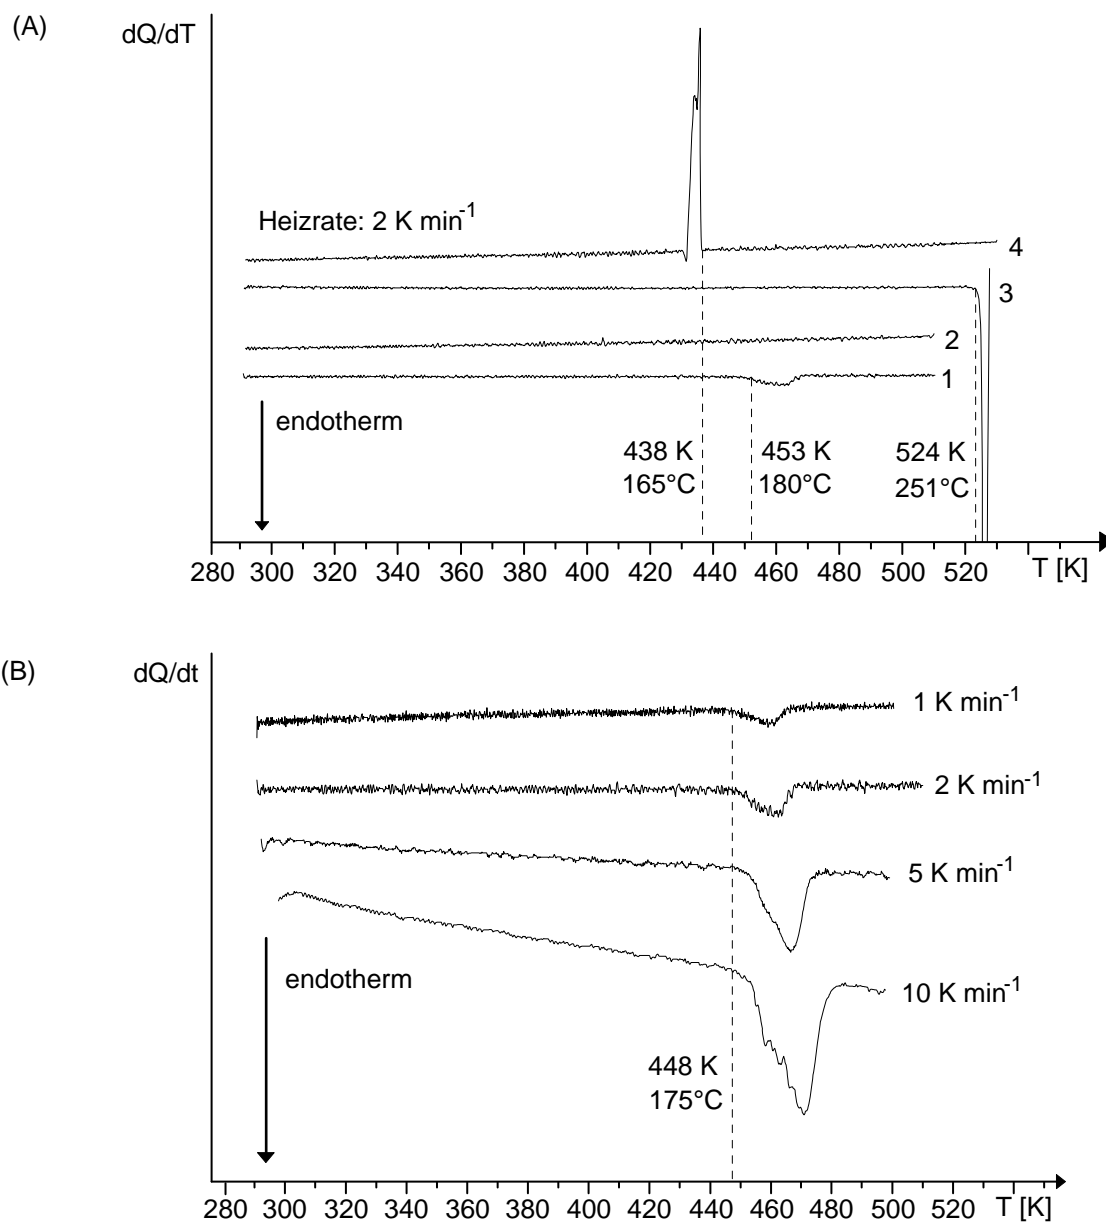 (A)
dQ/dT
Heizrate: 2 K min⁻¹
4
3
2
1
endotherm
438 K
165°C
453 K
180°C
524 K
251°C
280 300 320 340 360 380 400 420 440 460 480 500 520 T [K]
(B)
dQ/dt
1 K min⁻¹
2 K min⁻¹
5 K min⁻¹
10 K min⁻¹
endotherm
448 K
175°C
280 300 320 340 360 380 400 420 440 460 480 500 520 T [K]